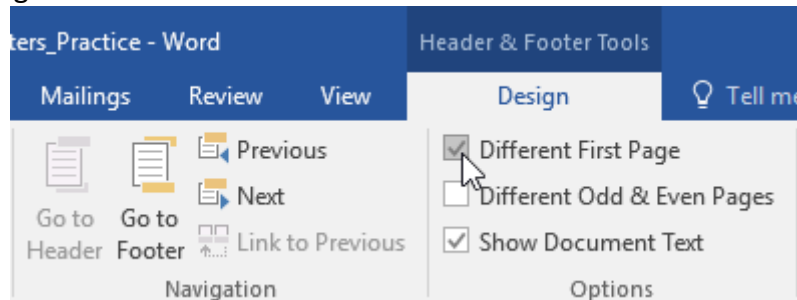 ters_Practice - Word Header & Footer Tools
Mailings Review View Design Tell me
Previous Different First Page
Next Different Odd & Even Pages
Go to Header Go to Footer Link to Previous Show Document Text
Navigation Options